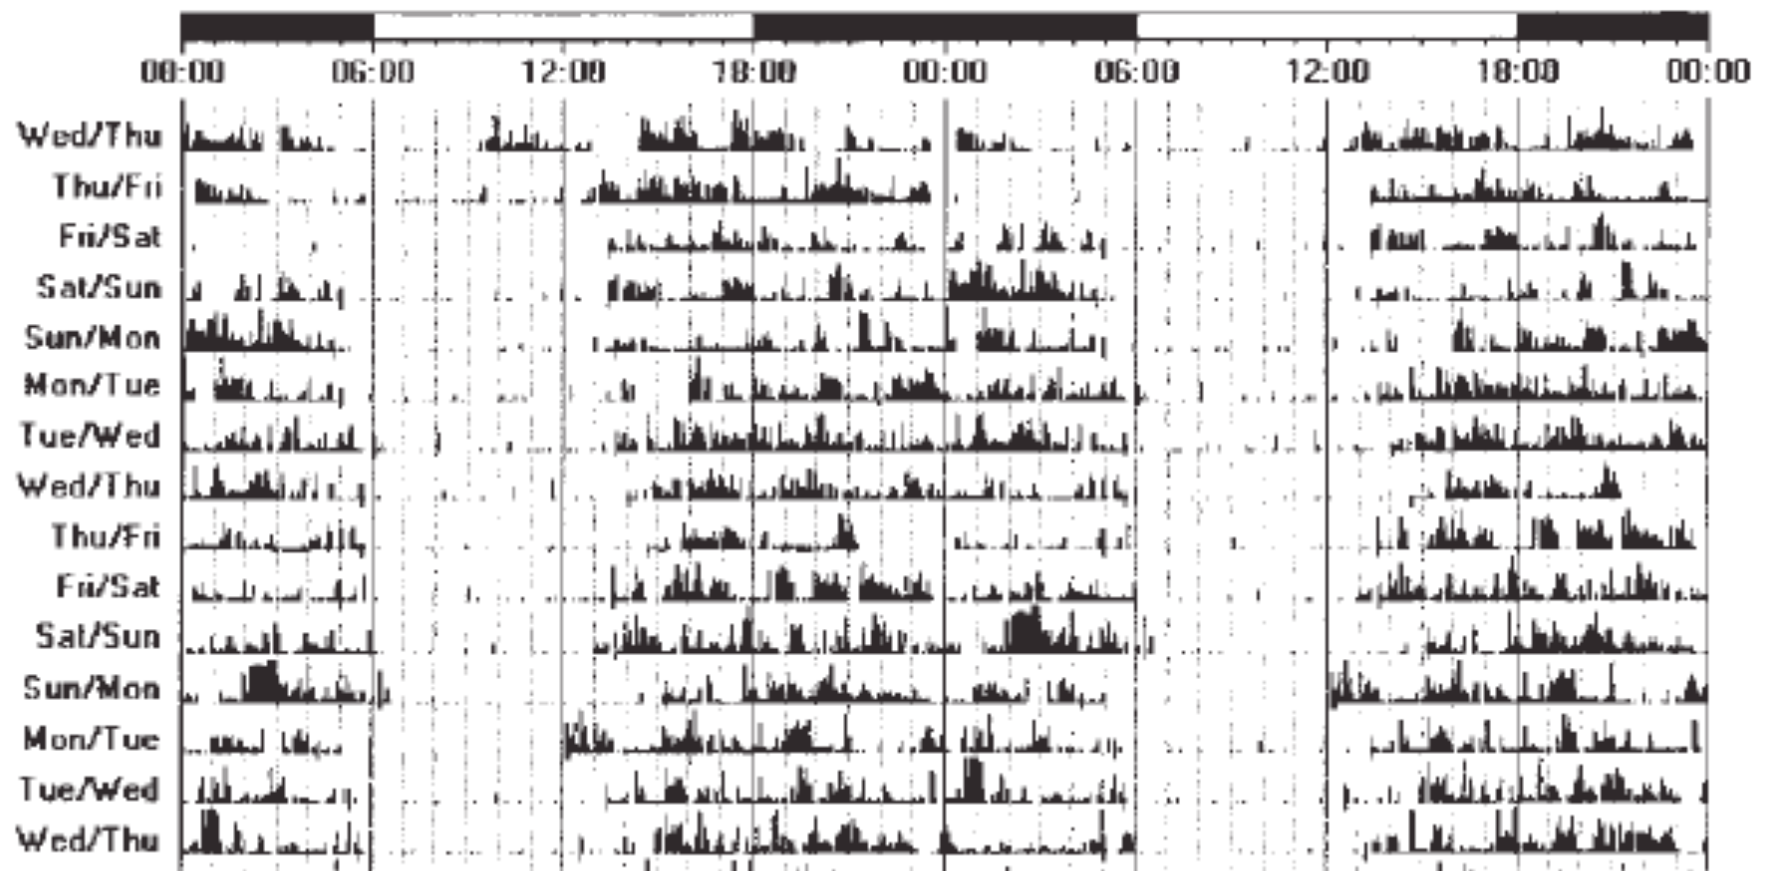 00:00 06:00 12:00 18:00 00:00 06:00 12:00 18:00 00:00
Wed/Thu
Thu/Fri
Fri/Sat
Sat/Sun
Sun/Mon
Mon/Tue
Tue/Wed
Wed/Thu
Thu/Fri
Fri/Sat
Sat/Sun
Sun/Mon
Mon/Tue
Tue/Wed
Wed/Thu